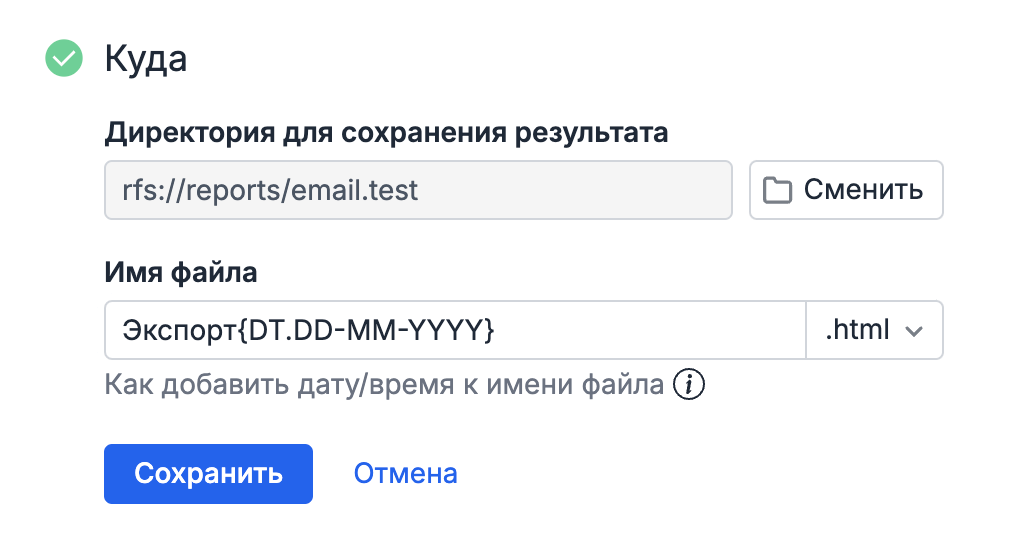 Куда
Директория для сохранения результата
rfs://reports/email.test
Сменить
Имя файла
Экспорт{DT.DD-MM-YYYY}
.html
Как добавить дату/время к имени файла i
Сохранить
Отмена